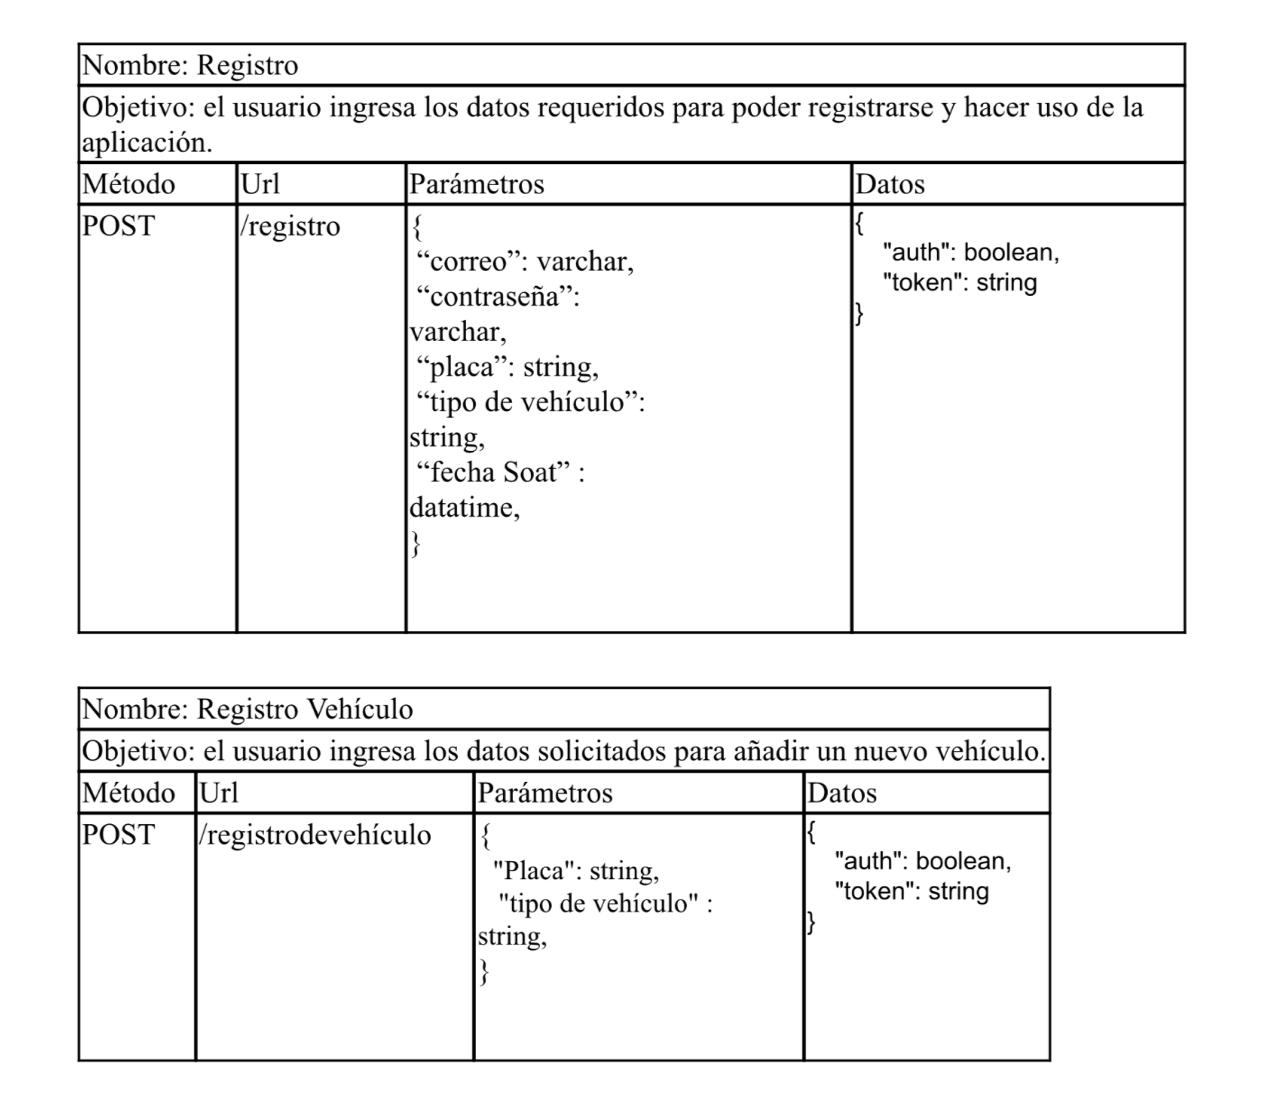 Nombre: Registro
Objetivo: el usuario ingresa los datos requeridos para poder registrarse y hacer uso de la
aplicación.
Método Url Parámetros Datos
POST /registro
{
“correo”: varchar,
“contraseña”:
varchar,
“placa”: string,
“tipo de vehículo”:
string,
“fecha Soat” :
datatime,
}
{
"auth": boolean,
"token": string
}
Nombre: Registro Vehículo
Objetivo: el usuario ingresa los datos solicitados para añadir un nuevo vehículo.
Método Url Parámetros Datos
POST /registrodevehículo
{
"Placa": string,
"tipo de vehículo" :
string,
}
{
"auth": boolean,
"token": string
}